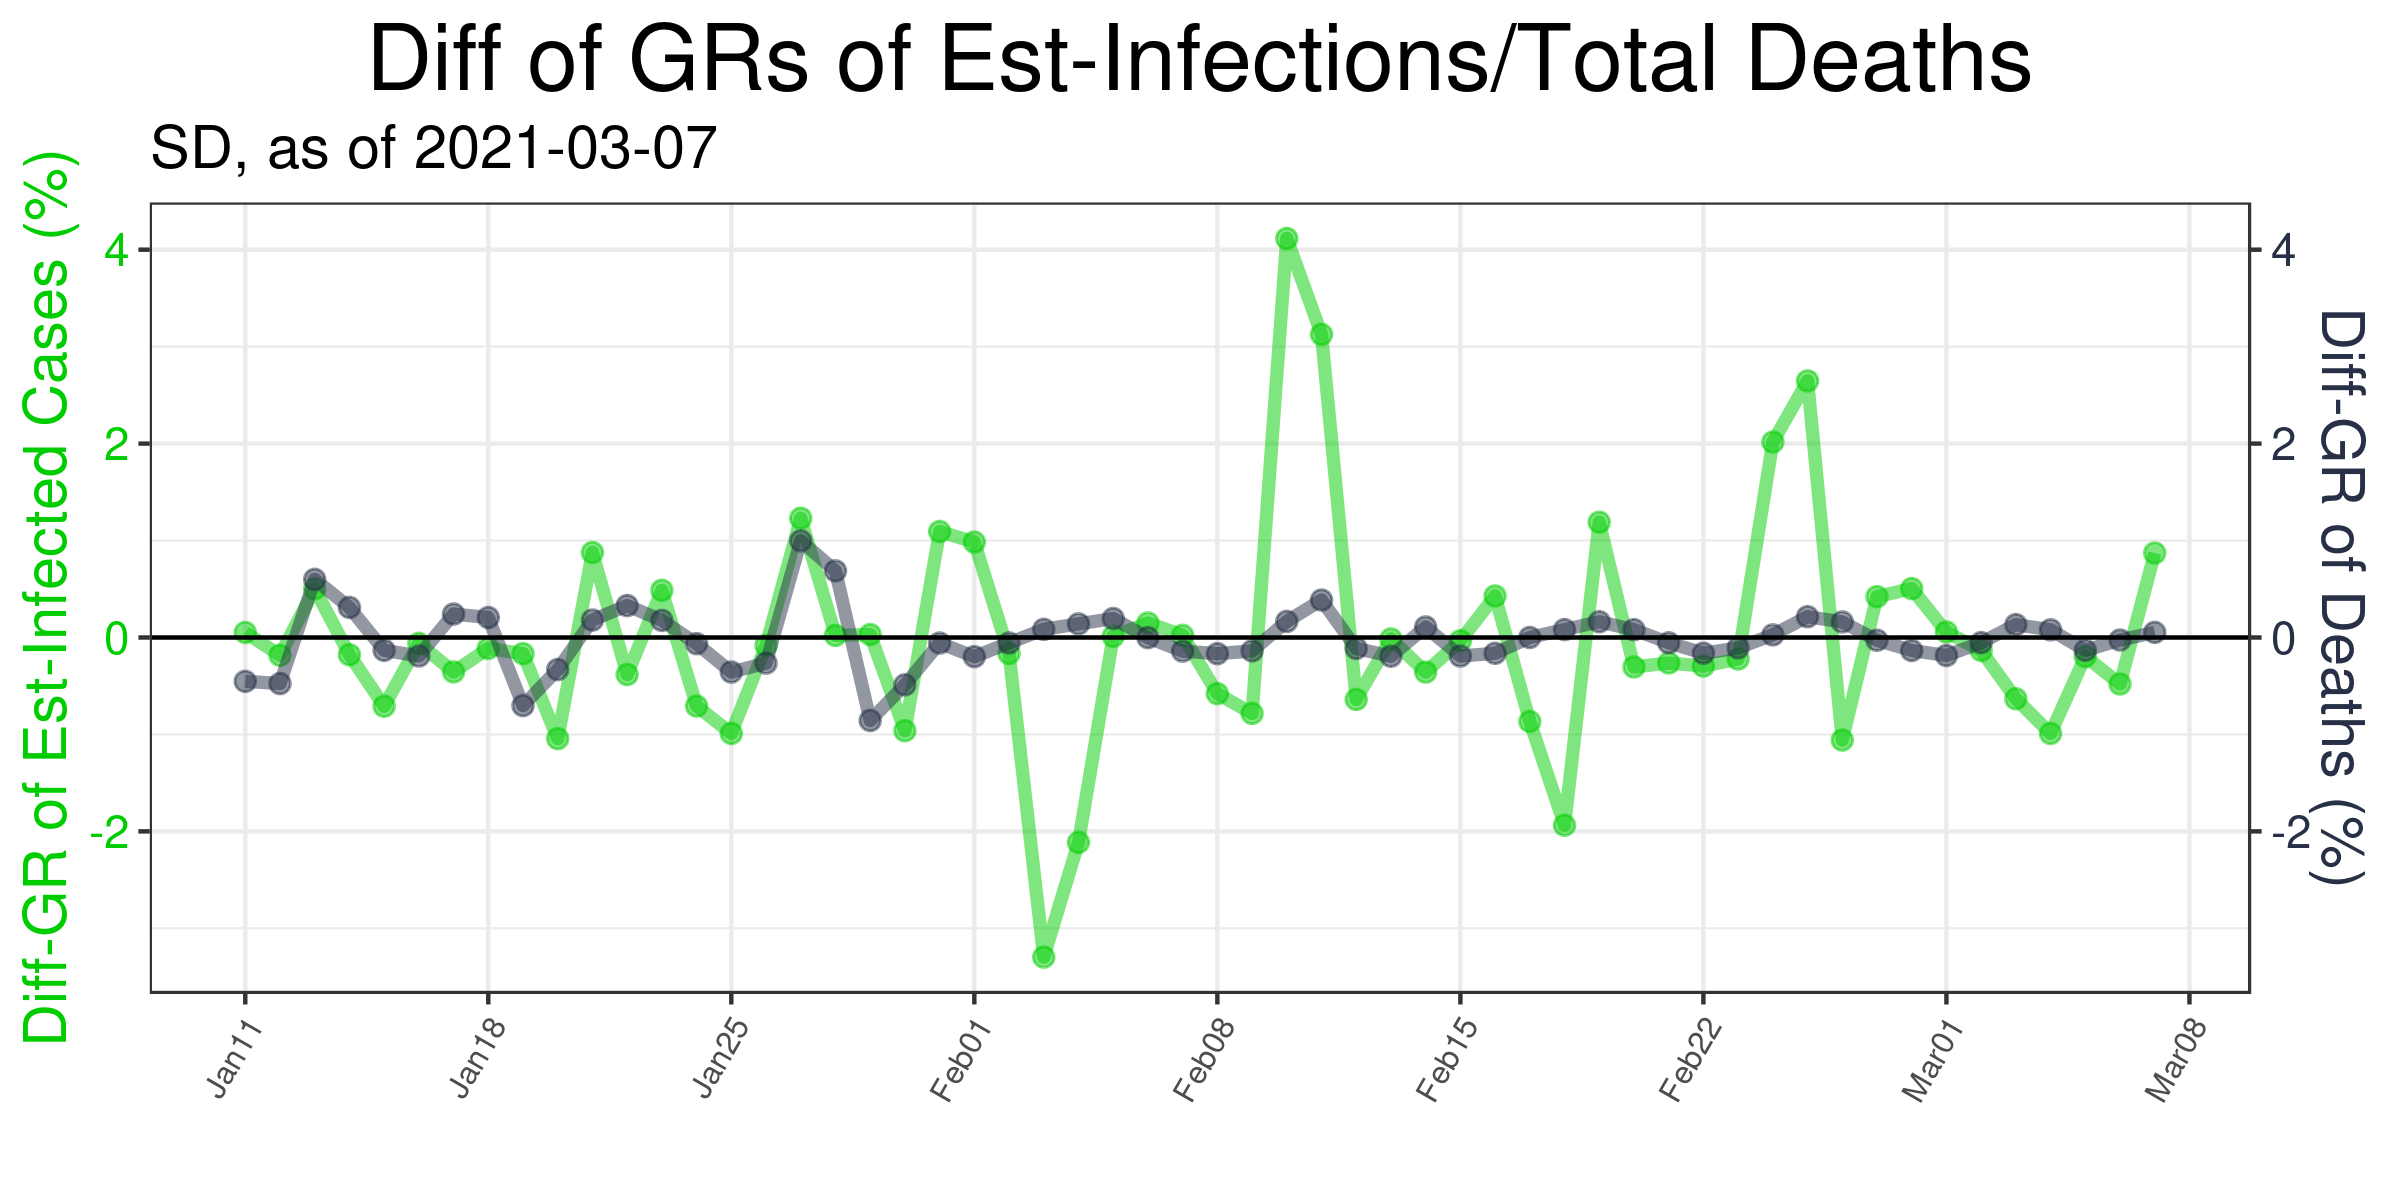 Diff of GRs of Est-Infections/Total Deaths
SD, as of 2021-03-07
Diff-GR of Est-Infected Cases (%)
4
2
0
-2
4
2
0
-2
Diff-GR of Deaths (%)
Jan11
Jan18
Jan25
Feb01
Feb08
Feb15
Feb22
Mar01
Mar08